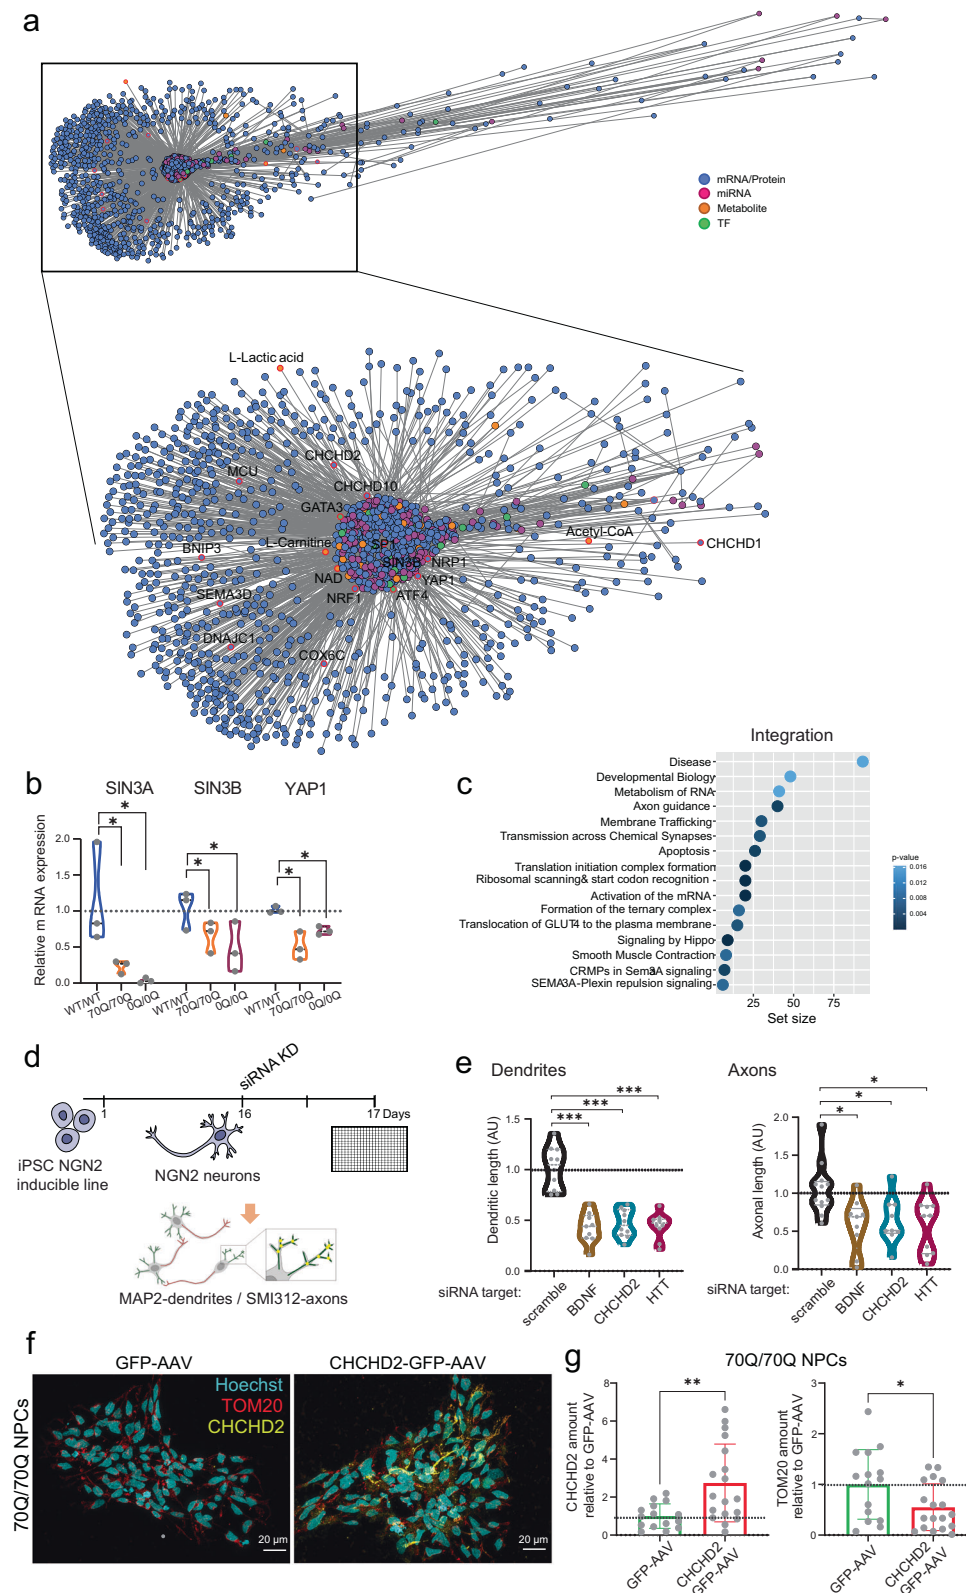 a
mRNA/Protein
miRNA
Metabolite
TF
L-Lactic acid
CHCHD2
MCU
CHCHD10
GATA3
SP1
L-Carnitine
Acetyl-CoA
CHCHD1
BNIP3
SIN3B
NRP1
NAD
YAP1
SEMA3D
NRF1
ATF4
DNAJC1
COX6C
b
SIN3A
SIN3B
YAP1
* * * * * *
Relative mRNA expression
2.0
1.5
1.0
0.5
0.0
WT/WT
70Q/70Q
0Q/0Q
WT/WT
70Q/70Q
0Q/0Q
WT/WT
70Q/70Q
0Q/0Q
c
Integration
Disease
Developmental Biology
Metabolism of RNA
Axon guidance
Membrane Trafficking
Transmission across Chemical Synapses
Apoptosis
Translation initiation complex formation
Ribosomal scanning& start codon recognition
Activation of the mRNA
Formation of the ternary complex
Translocation of GLUT4 to the plasma membrane
Signaling by Hippo
Smooth Muscle Contraction
CRMPs in Sema3A signaling
SEMA3A-Plexin repulsion signaling
25 50 75
Set size
p-value
0.016
0.012
0.008
0.004
d
siRNA KD
1 16 17 Days
iPSC NGN2
inducible line
NGN2 neurons
MAP2-dendrites / SMI312-axons
e
Dendrites
***
***
***
Dendritic length (AU)
1.5
1.0
0.5
0.0
siRNA target:
scramble
BDNF
CHCHD2
HTT
Axons
*
*
*
Axonal length (AU)
2.0
1.5
1.0
0.5
0.0
siRNA target:
scramble
BDNF
CHCHD2
HTT
f
GFP-AAV
CHCHD2-GFP-AAV
70Q/70Q NPCs
Hoechst
TOM20
CHCHD2
20 µm
20 µm
g
70Q/70Q NPCs
**
CHCHD2 amount
relative to GFP-AAV
8
6
4
2
0
GFP-AAV
CHCHD2
GFP-AAV
*
TOM20 amount
relative to GFP-AAV
3
2
1
0
GFP-AAV
CHCHD2
GFP-AAV